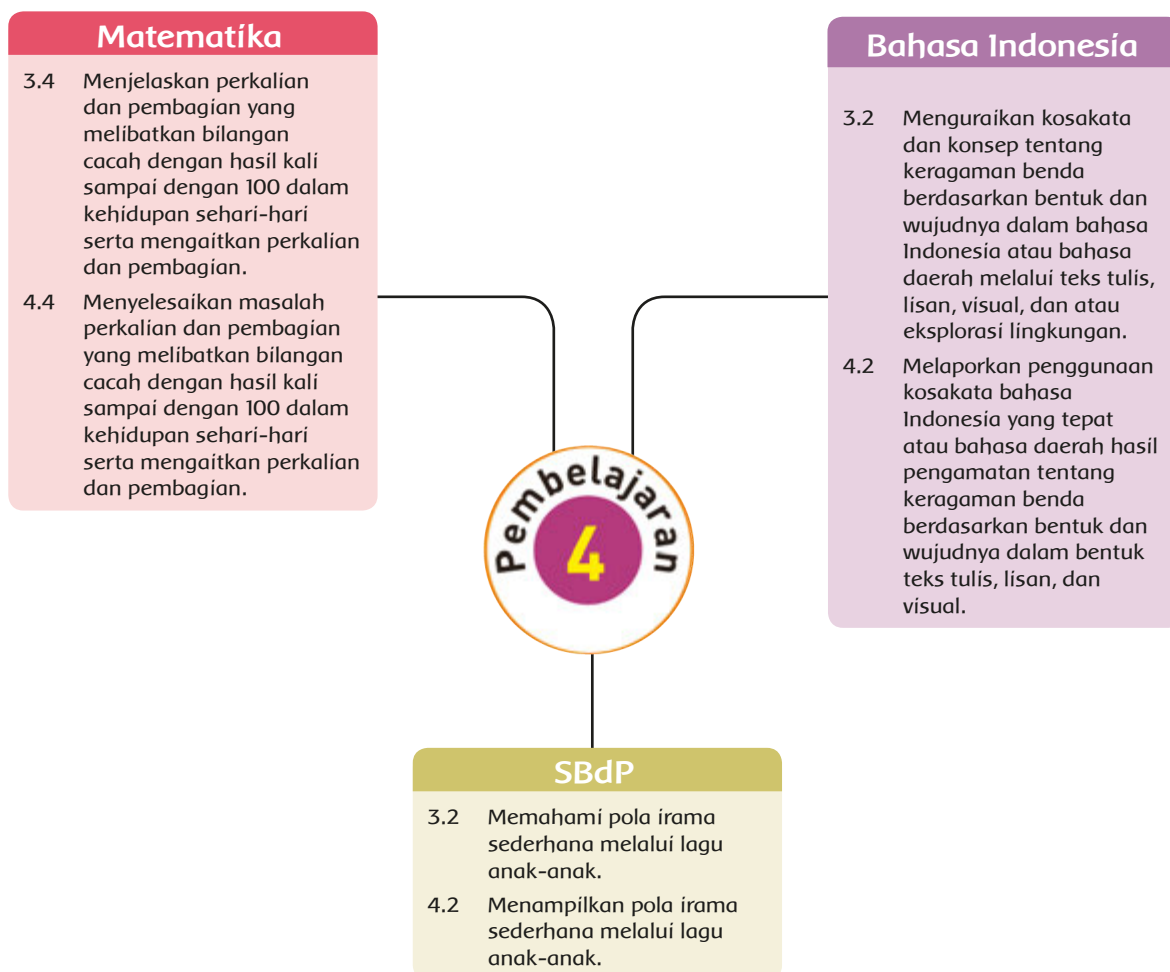 Matematika
3.4 Menjelaskan perkalian
dan pembagian yang
melibatkan bilangan
cacah dengan hasil kali
sampai dengan 100 dalam
kehidupan sehari-hari
serta mengaitkan perkalian
dan pembagian.
4.4 Menyelesaikan masalah
perkalian dan pembagian
yang melibatkan bilangan
cacah dengan hasil kali
sampai dengan 100 dalam
kehidupan sehari-hari
serta mengaitkan perkalian
dan pembagian.
Bahasa Indonesia
3.2 Menguraikan kosakata
dan konsep tentang
keragaman benda
berdasarkan bentuk dan
wujudnya dalam bahasa
Indonesia atau bahasa
daerah melalui teks tulis,
lisan, visual, dan atau
eksplorasi lingkungan.
4.2 Melaporkan penggunaan
kosakata bahasa
Indonesia yang tepat
atau bahasa daerah hasil
pengamatan tentang
keragaman benda
berdasarkan bentuk dan
wujudnya dalam bentuk
teks tulis, lisan, dan
visual.
Pembelajaran
4
SBdP
3.2 Memahami pola irama
sederhana melalui lagu
anak-anak.
4.2 Menampilkan pola irama
sederhana melalui lagu
anak-anak.